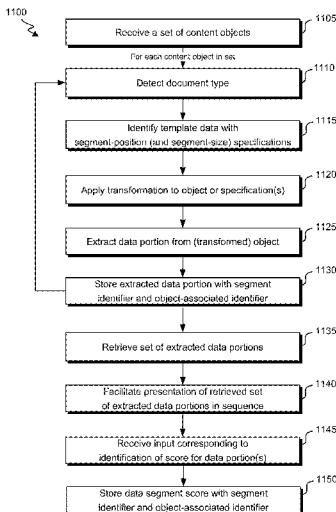 1100
Receive a set of content objects
1105
For each content object in set
1110
Detect document type
1115
Identify template data with
segment-position (and segment-size) specifications
1120
Apply transformation to object or specification(s)
1125
Extract data portion from (transformed) object
1130
Store extracted data portion with segment
identifier and object-associated identifier
1135
Retrieve set of extracted data portions
1140
Facilitate presentation of retrieved set
of extracted data portions in sequence
1145
Receive input corresponding to
identification of score for data portion(s)
1150
Store data segment score with segment
identifier and object-associated identifier